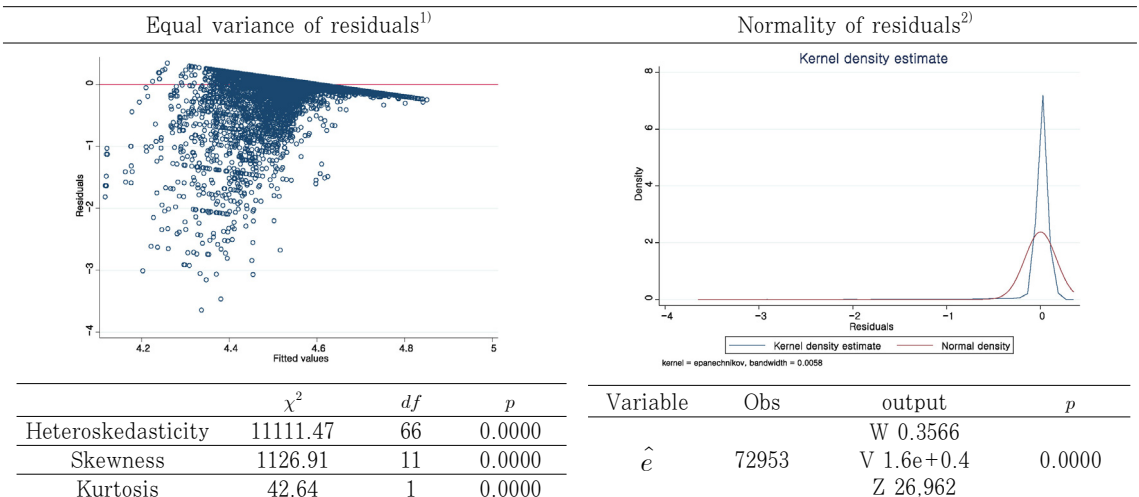 Equal variance of residuals1)
Normality of residuals2)
Residuals
0
-1
-2
-3
-4
4.2 4.4 4.6 4.8 5
Fitted values
Kernel density estimate
Density
8
6
4
2
0
-4 -3 -2 -1 0
Residuals
Kernel density estimate Normal density
kernel = epanechnikov, bandwidth = 0.0058
χ2 df p
Heteroskedasticity 11111.47 66 0.0000
Skewness 1126.91 11 0.0000
Kurtosis 42.64 1 0.0000
Variable Obs output p
W 0.3566
ê 72953 V 1.6e+0.4 0.0000
Z 26,962